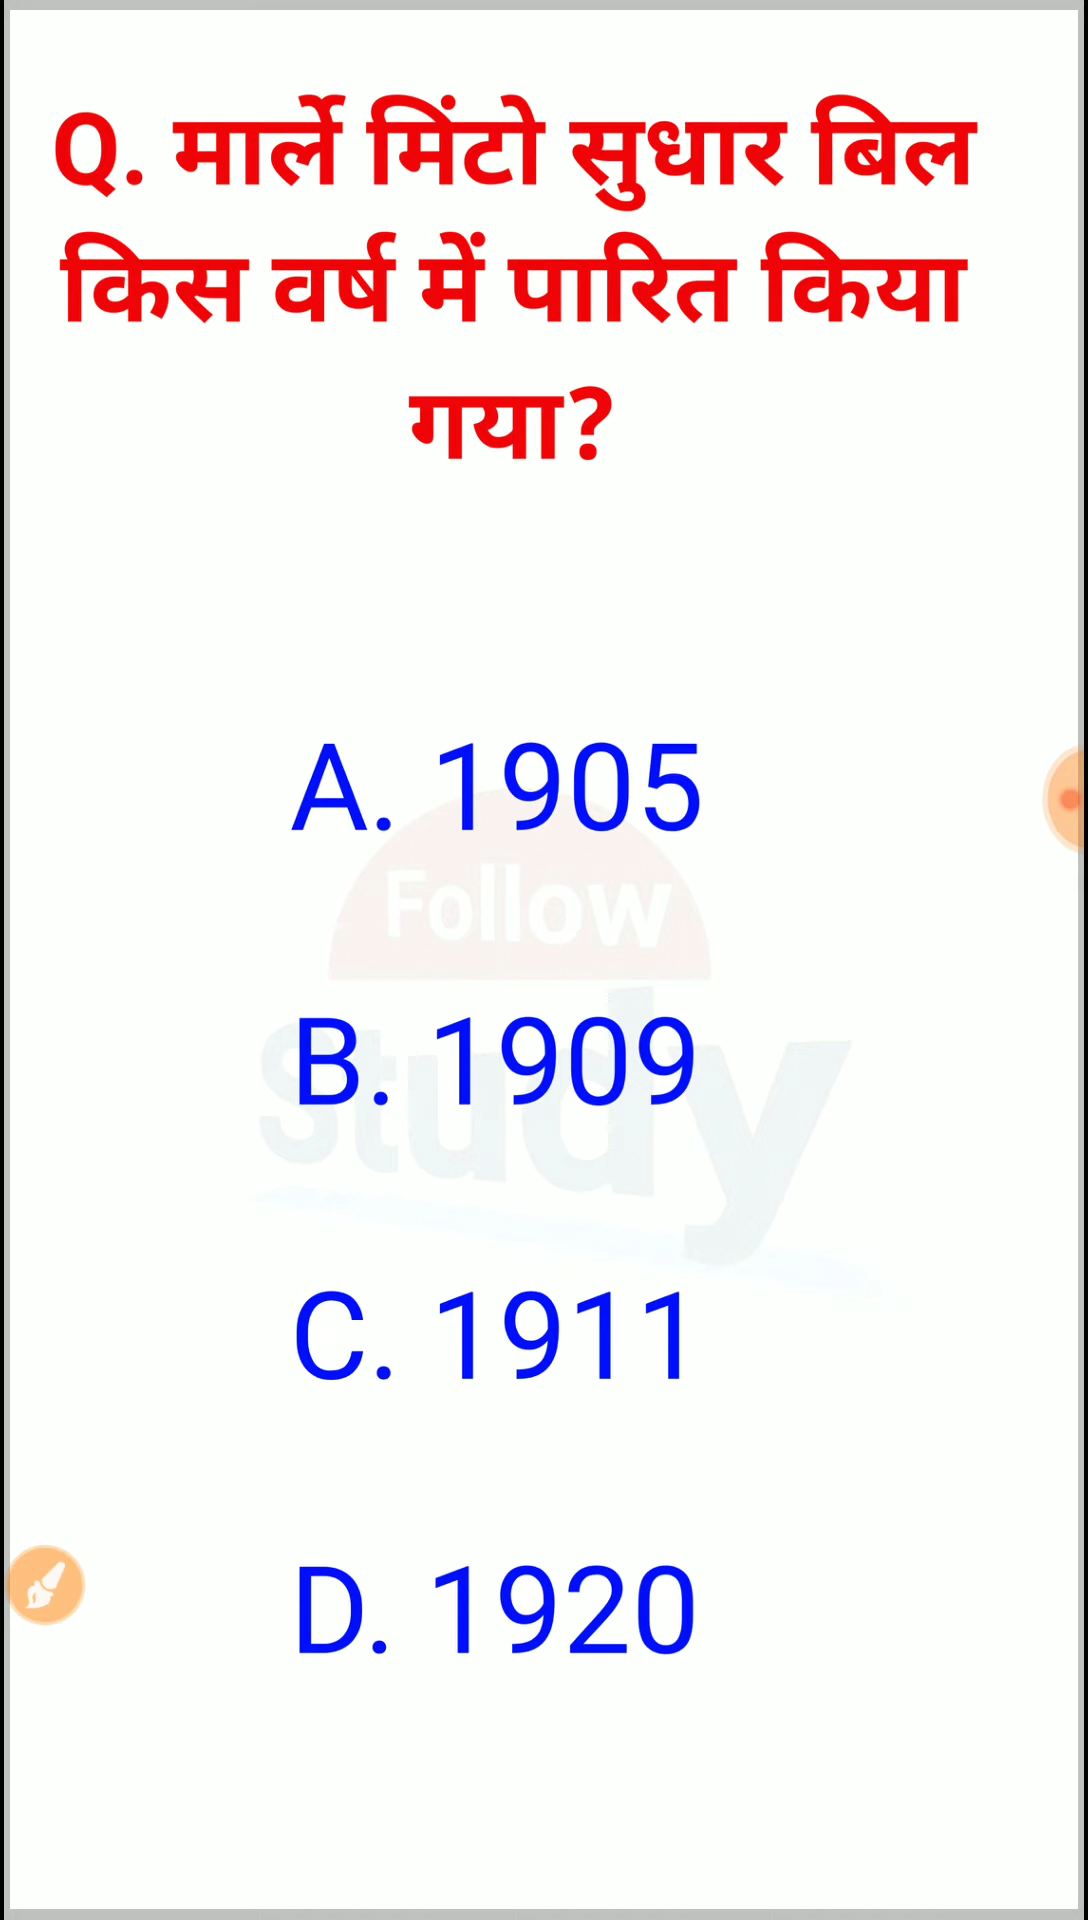 Q. मार्ले मिंटो सुधार बिल
किस वर्ष में पारित किया
गया?
A. 1905
Follow
Study
B. 1909
C. 1911
D. 1920